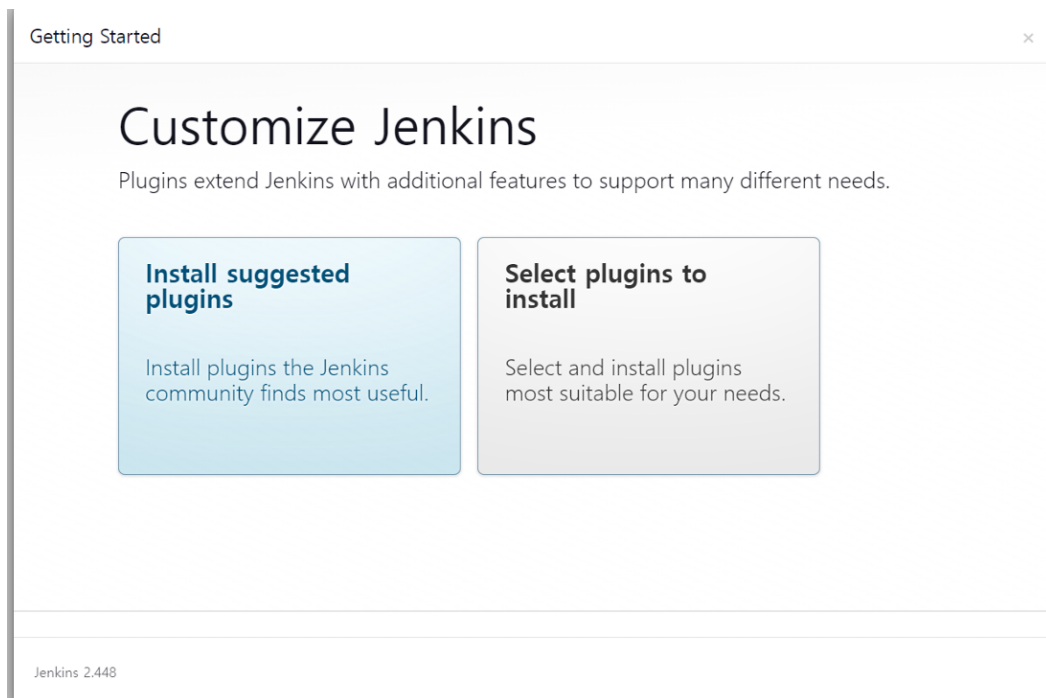 Getting Started
×
Customize Jenkins
Plugins extend Jenkins with additional features to support many different needs.
Install suggested
plugins
Install plugins the Jenkins
community finds most useful.
Select plugins to
install
Select and install plugins
most suitable for your needs.
Jenkins 2.448